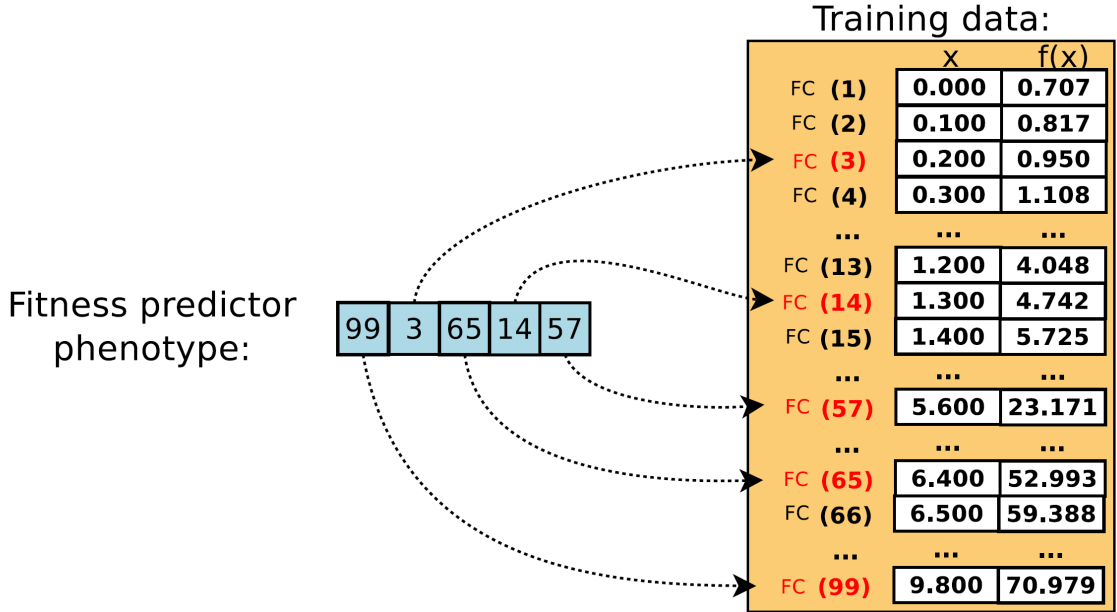 Training data:
x f(x)
FC (1) 0.000 0.707
FC (2) 0.100 0.817
FC (3) 0.200 0.950
FC (4) 0.300 1.108
... ... ...
FC (13) 1.200 4.048
Fitness predictor
phenotype:
99 3 65 14 57
FC (14) 1.300 4.742
FC (15) 1.400 5.725
... ... ...
FC (57) 5.600 23.171
... ... ...
FC (65) 6.400 52.993
FC (66) 6.500 59.388
... ... ...
FC (99) 9.800 70.979